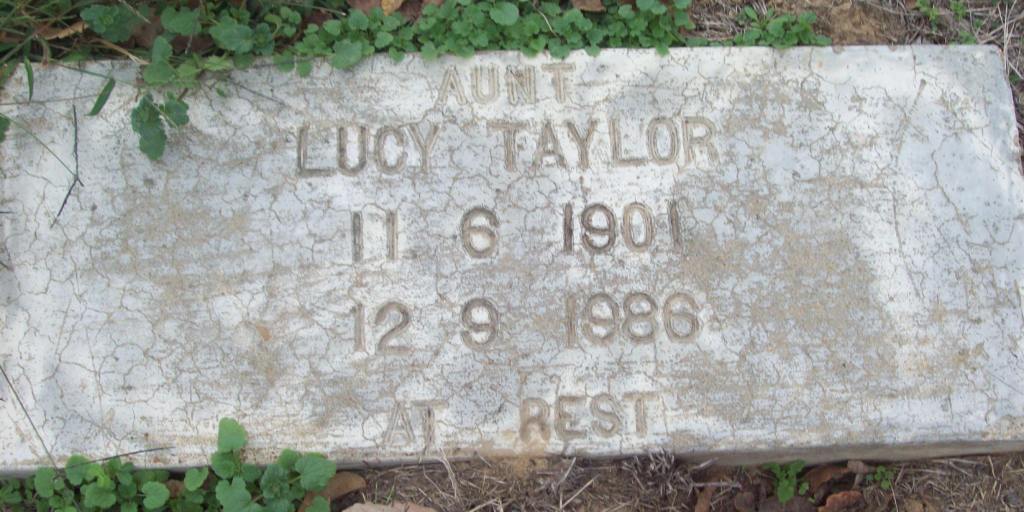 AUNT
LUCY TAYLOR
11 6 1901
12 9 1986
AT REST